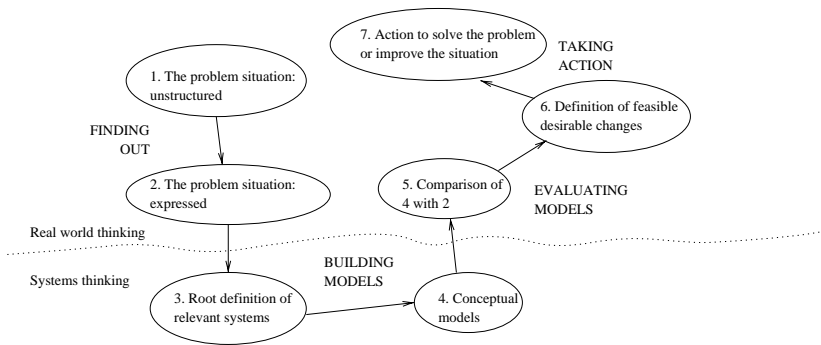 7. Action to solve the problem
or improve the situation
TAKING
ACTION
1. The problem situation:
unstructured
6. Definition of feasible
desirable changes
FINDING
OUT
2. The problem situation:
expressed
5. Comparison of
4 with 2
EVALUATING
MODELS
Real world thinking
Systems thinking
BUILDING
MODELS
3. Root definition of
relevant systems
4. Conceptual
models